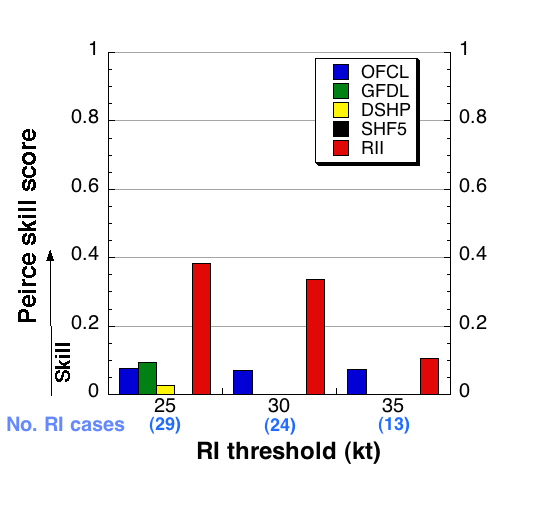 1 1
OFCL
GFDL
DSHP
SHF5
RII
0.8 0.8
0.6 0.6
0.4 0.4
0.2 0.2
0 0
Peirce skill score
Skill
25 30 35
No. RI cases (29) (24) (13)
RI threshold (kt)